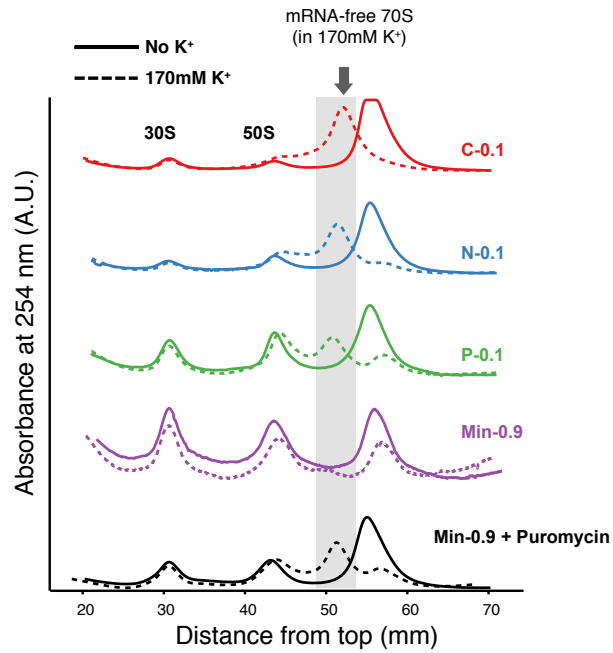 mRNA-free 70S
(in 170mM K⁺)
No K⁺
170mM K⁺
30S
50S
C-0.1
N-0.1
P-0.1
Min-0.9
Min-0.9 + Puromycin
Absorbance at 254 nm (A.U.)
20 30 40 50 60 70
Distance from top (mm)